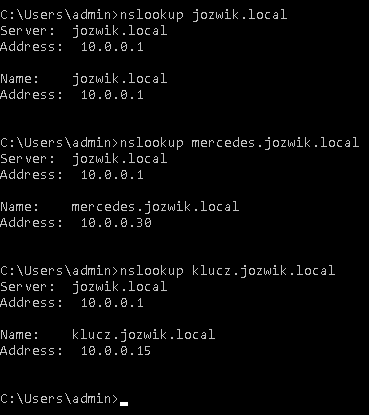 C:\Users\admin>nslookup jozwik.local
Server:  jozwik.local
Address:  10.0.0.1
Name:    jozwik.local
Address:  10.0.0.1
C:\Users\admin>nslookup mercedes.jozwik.local
Server:  jozwik.local
Address:  10.0.0.1
Name:    mercedes.jozwik.local
Address:  10.0.0.30
C:\Users\admin>nslookup klucz.jozwik.local
Server:  jozwik.local
Address:  10.0.0.1
Name:    klucz.jozwik.local
Address:  10.0.0.15
C:\Users\admin>